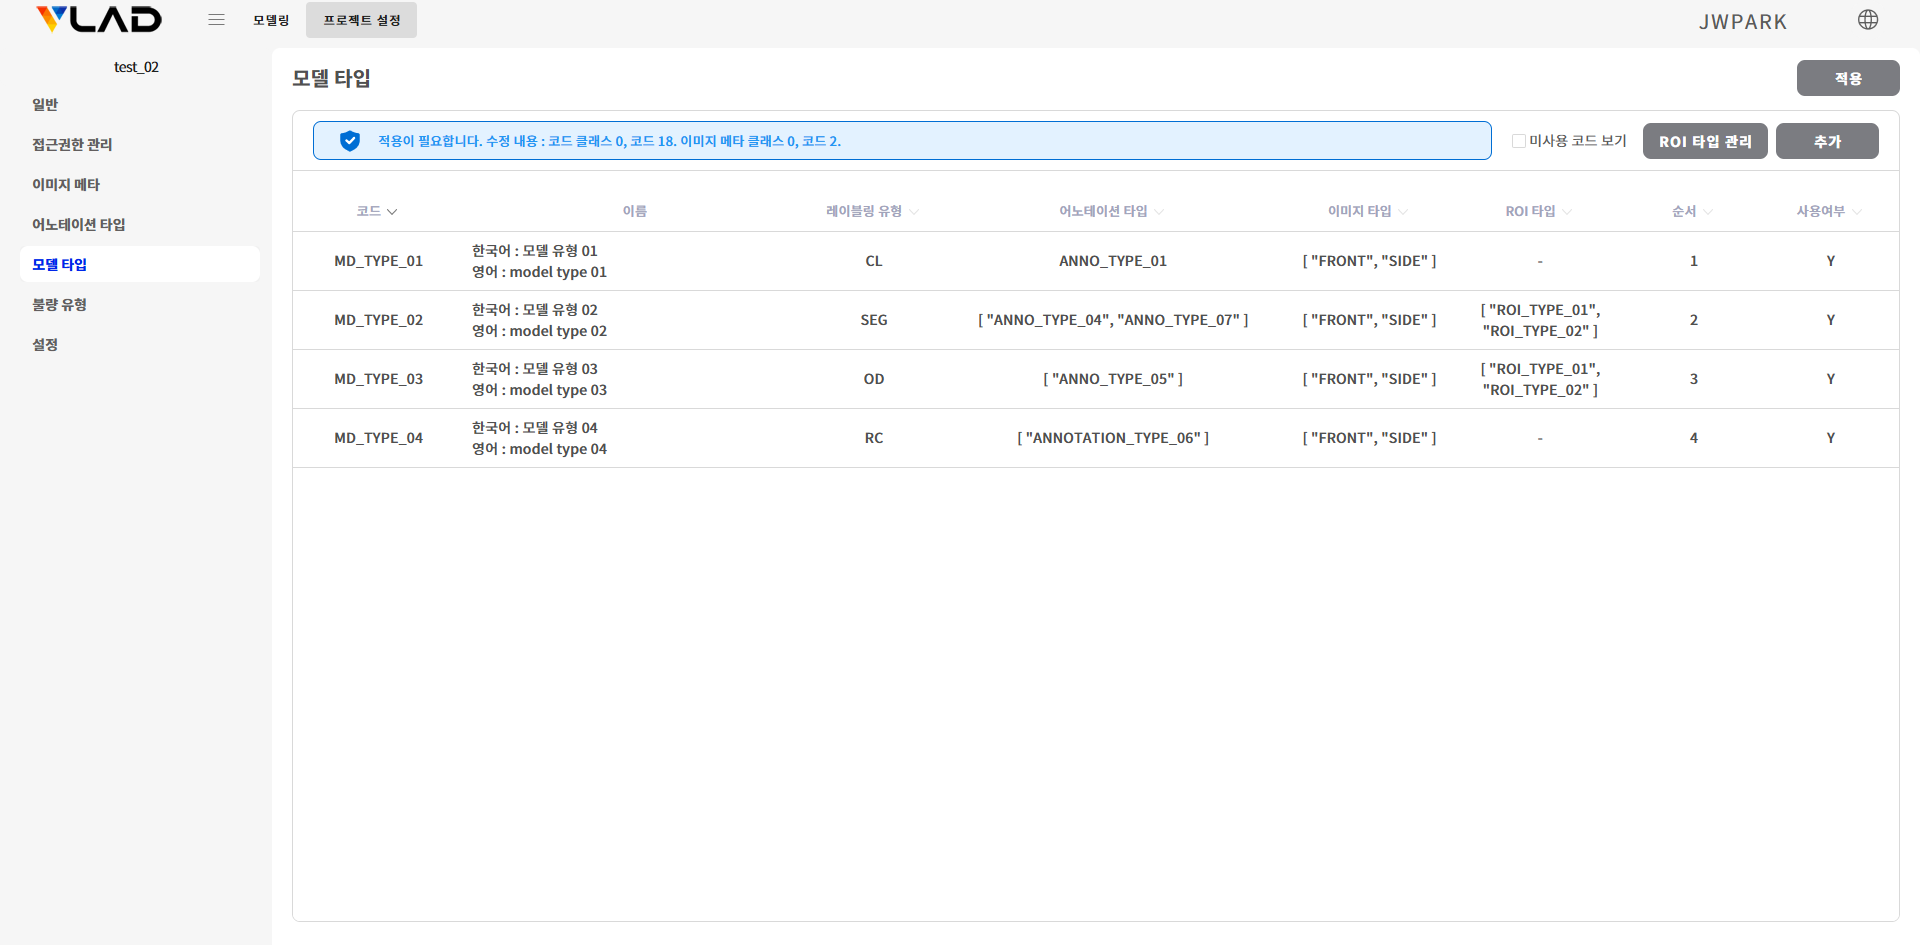 VLAD
모델링
프로젝트 설정
JWPARK
test_02
일반
접근권한 관리
이미지 메타
어노테이션 타입
모델 타입
불량 유형
설정
모델 타입
적용
적용이 필요합니다. 수정 내용 : 코드 클래스 0, 코드 18. 이미지 메타 클래스 0, 코드 2.
미사용 코드 보기
ROI 타입 관리
추가
코드 이름 레이블링 유형 어노테이션 타입 이미지 타입 ROI 타입 순서 사용여부
MD_TYPE_01
한국어 : 모델 유형 01
영어 : model type 01
CL
ANNO_TYPE_01
[ "FRONT", "SIDE" ]
-
1
Y
MD_TYPE_02
한국어 : 모델 유형 02
영어 : model type 02
SEG
[ "ANNO_TYPE_04", "ANNO_TYPE_07" ]
[ "FRONT", "SIDE" ]
[ "ROI_TYPE_01",
"ROI_TYPE_02" ]
2
Y
MD_TYPE_03
한국어 : 모델 유형 03
영어 : model type 03
OD
[ "ANNO_TYPE_05" ]
[ "FRONT", "SIDE" ]
[ "ROI_TYPE_01",
"ROI_TYPE_02" ]
3
Y
MD_TYPE_04
한국어 : 모델 유형 04
영어 : model type 04
RC
[ "ANNOTATION_TYPE_06" ]
[ "FRONT", "SIDE" ]
-
4
Y